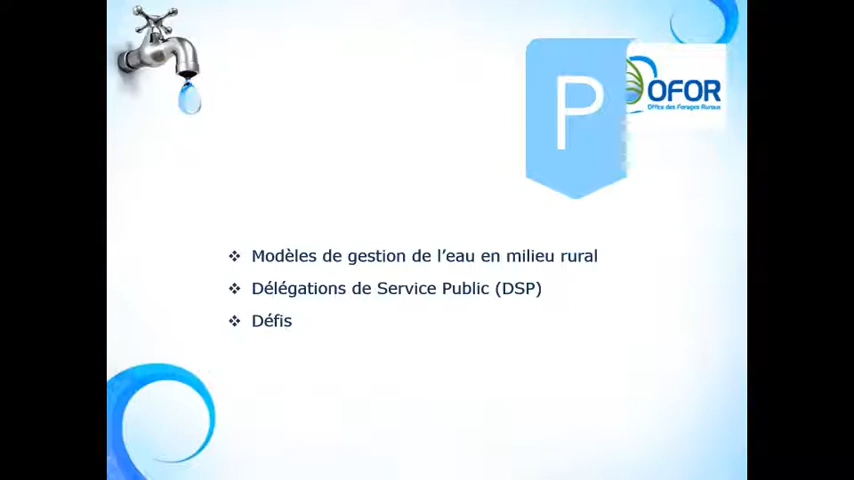 P
OFOR
Office des Forages Ruraux
❖ Modèles de gestion de l'eau en milieu rural
❖ Délégations de Service Public (DSP)
❖ Défis